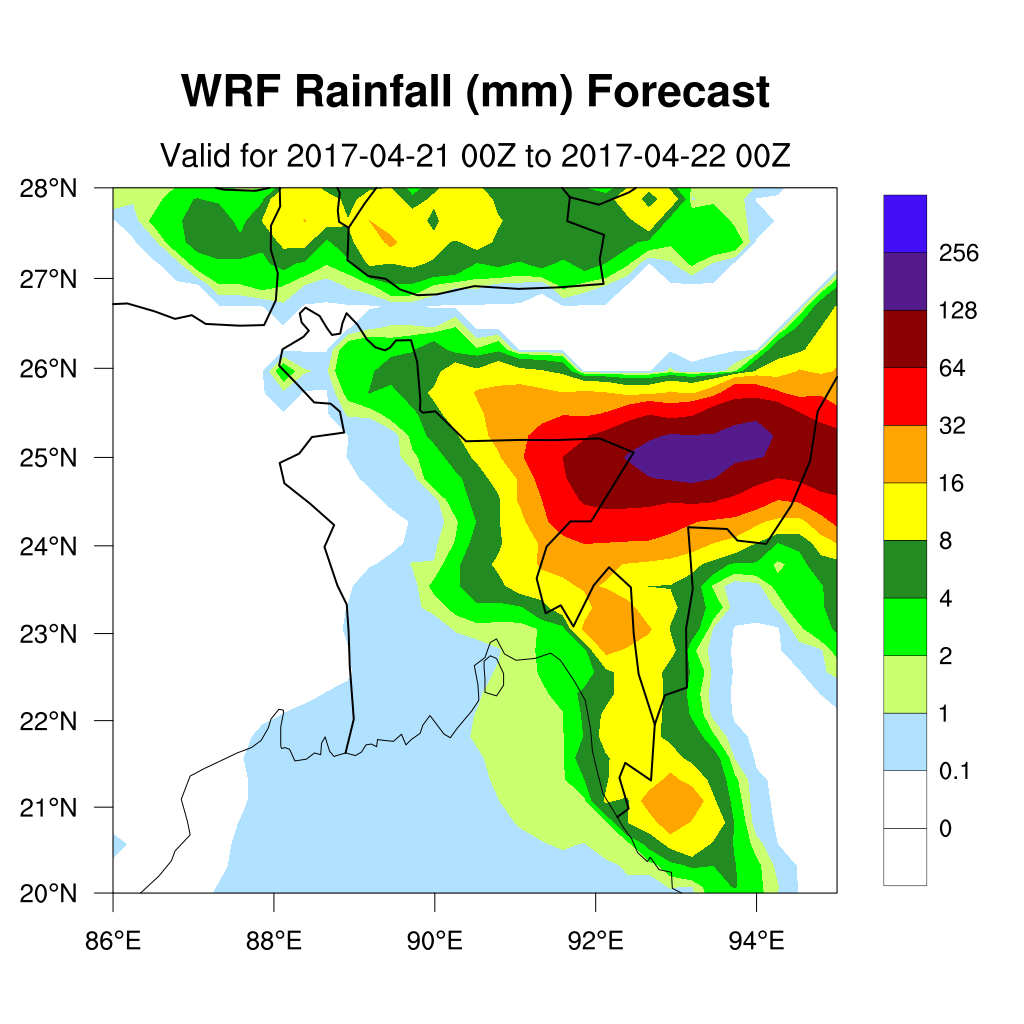 WRF Rainfall (mm) Forecast
Valid for 2017-04-21 00Z to 2017-04-22 00Z
28°N
27°N
26°N
25°N
24°N
23°N
22°N
21°N
20°N
86°E 88°E 90°E 92°E 94°E
256
128
64
32
16
8
4
2
1
0.1
0